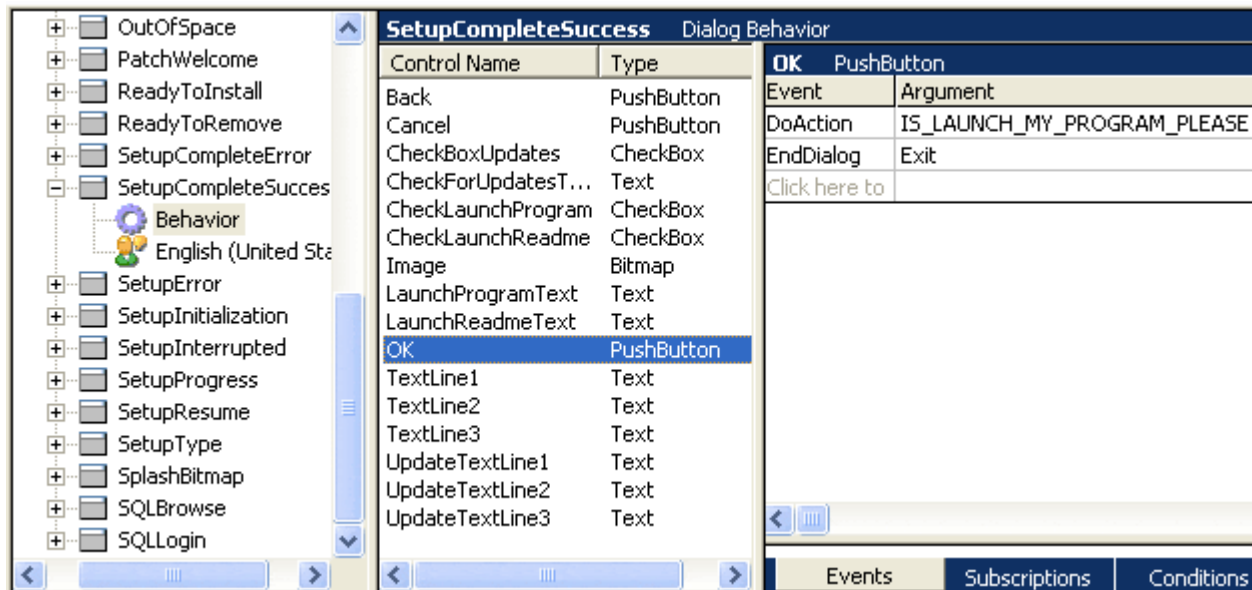 OutOfSpace
PatchWelcome
ReadyToInstall
ReadyToRemove
SetupCompleteError
SetupCompleteSucces
Behavior
English (United Sta
SetupError
SetupInitialization
SetupInterrupted
SetupProgress
SetupResume
SetupType
SplashBitmap
SQLBrowse
SQLLogin
SetupCompleteSuccess Dialog Behavior
Control Name Type
Back PushButton
Cancel PushButton
CheckBoxUpdates CheckBox
CheckForUpdatesT... Text
CheckLaunchProgram CheckBox
CheckLaunchReadme CheckBox
Image Bitmap
LaunchProgramText Text
LaunchReadmeText Text
OK PushButton
TextLine1 Text
TextLine2 Text
TextLine3 Text
UpdateTextLine1 Text
UpdateTextLine2 Text
UpdateTextLine3 Text
OK PushButton
Event Argument
DoAction IS_LAUNCH_MY_PROGRAM_PLEASE
EndDialog Exit
Click here to
Events Subscriptions Conditions